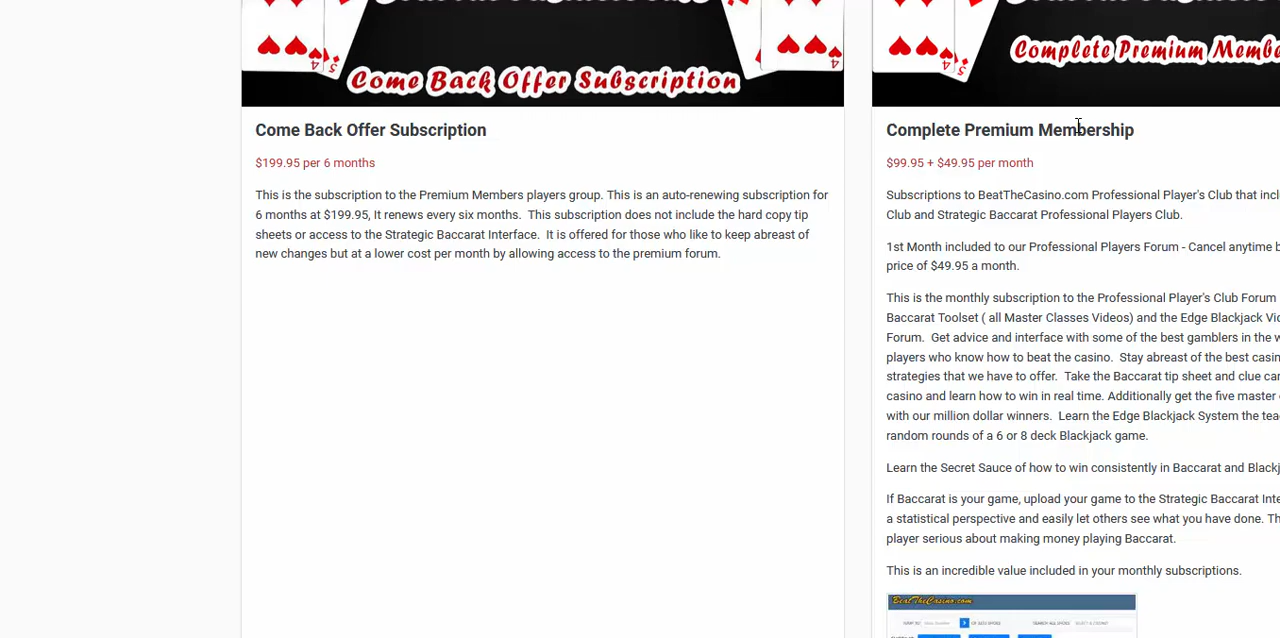 Come Back Offer Subscription
Come Back Offer Subscription
$199.95 per 6 months
This is the subscription to the Premium Members players group. This is an auto-renewing subscription for
6 months at $199.95, It renews every six months.  This subscription does not include the hard copy tip
sheets or access to the Strategic Baccarat Interface.  It is offered for those who like to keep abreast of
new changes but at a lower cost per month by allowing access to the premium forum.
Complete Premium
Complete Premium Membership
$99.95 + $49.95 per month
Subscriptions to BeatTheCasino.com Professional Player's Club that
Club and Strategic Baccarat Professional Players Club.
1st Month included to our Professional Players Forum - Cancel anytime
price of $49.95 a month.
This is the monthly subscription to the Professional Player's Club Forum
Baccarat Toolset ( all Master Classes Videos) and the Edge Blackjack
Forum.  Get advice and interface with some of the best gamblers in the
players who know how to beat the casino.  Stay abreast of the best
strategies that we have to offer.  Take the Baccarat tip sheet and clue
casino and learn how to win in real time. Additionally get the five master
with our million dollar winners.  Learn the Edge Blackjack System the
random rounds of a 6 or 8 deck Blackjack game.
Learn the Secret Sauce of how to win consistently in Baccarat and
If Baccarat is your game, upload your game to the Strategic Baccarat
a statistical perspective and easily let others see what you have done.
player serious about making money playing Baccarat.
This is an incredible value included in your monthly subscriptions.
BeatTheCasino.com